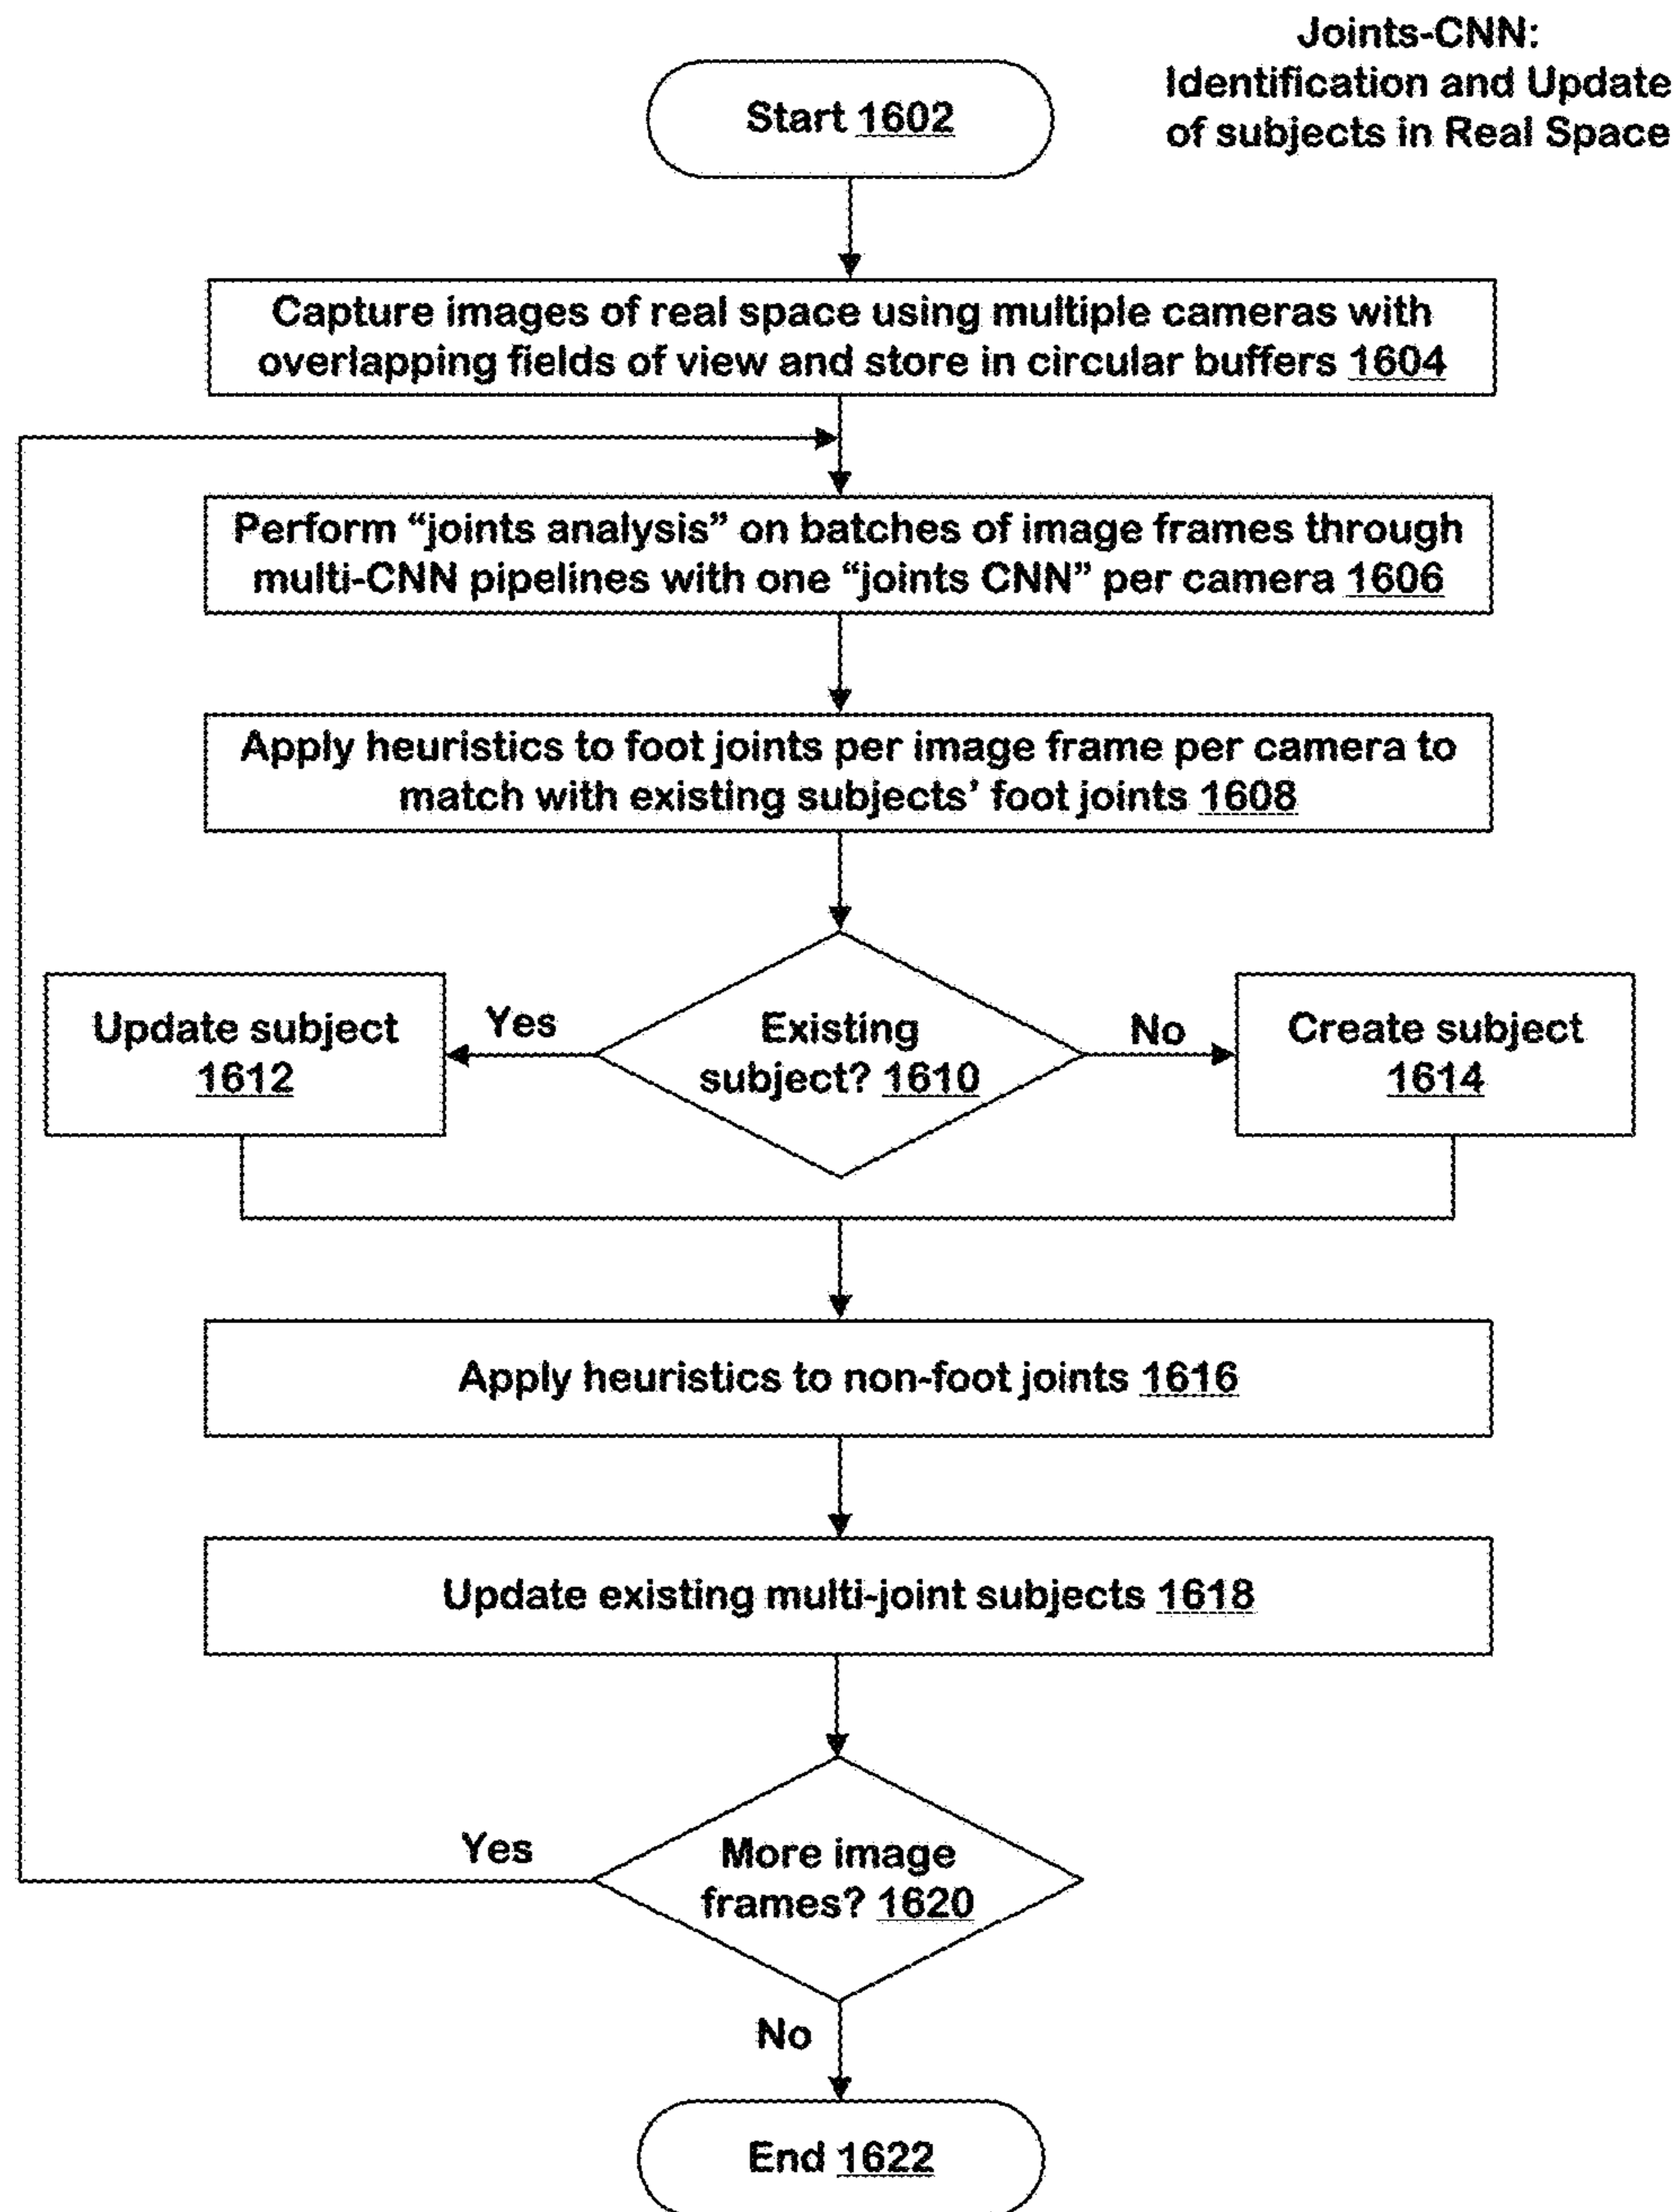 Joints-CNN:
Identification and Update
of subjects in Real Space
Start 1602
Capture images of real space using multiple cameras with
overlapping fields of view and store in circular buffers 1604
Perform “joints analysis” on batches of image frames through
multi-CNN pipelines with one “joints CNN” per camera 1606
Apply heuristics to foot joints per image frame per camera to
match with existing subjects’ foot joints 1608
Update subject
1612
Yes
Existing
subject? 1610
No
Create subject
1614
Apply heuristics to non-foot joints 1616
Update existing multi-joint subjects 1618
Yes
More image
frames? 1620
No
End 1622